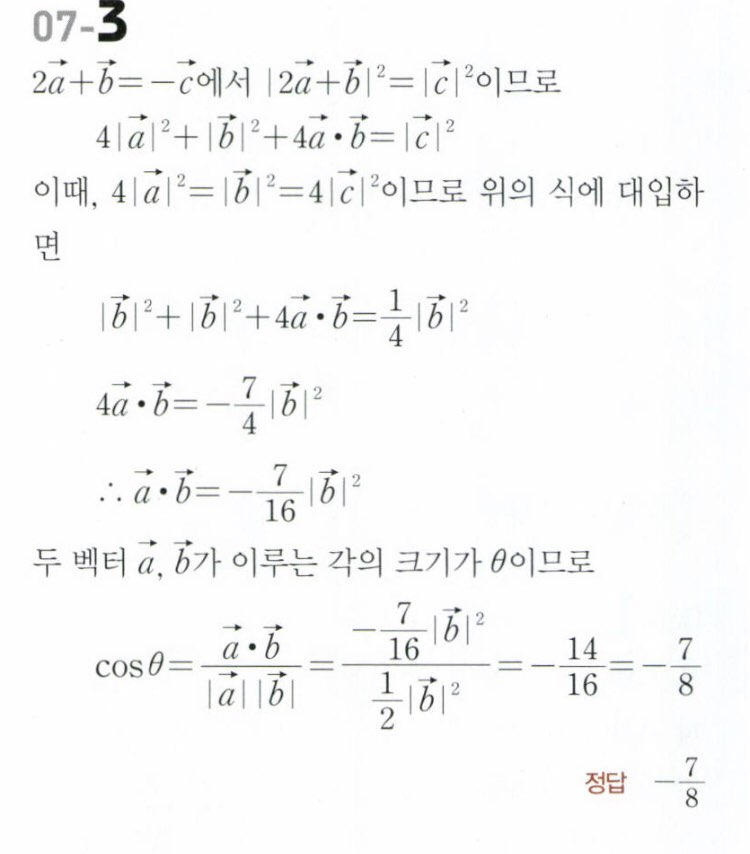 07-3
$2\vec{a}+\vec{b}=-\vec{c}$에서 $|2\vec{a}+\vec{b}|^2=|\vec{c}|^2$이므로
$4|\vec{a}|^2+|\vec{b}|^2+4\vec{a}\cdot\vec{b}=|\vec{c}|^2$
이때, $4|\vec{a}|^2=|\vec{b}|^2=4|\vec{c}|^2$이므로 위의 식에 대입하
면
$|\vec{b}|^2+|\vec{b}|^2+4\vec{a}\cdot\vec{b}=\frac{1}{4}|\vec{b}|^2$
$4\vec{a}\cdot\vec{b}=-\frac{7}{4}|\vec{b}|^2$
$\therefore \vec{a}\cdot\vec{b}=-\frac{7}{16}|\vec{b}|^2$
두 벡터 $\vec{a}$, $\vec{b}$가 이루는 각의 크기가 $\theta$이므로
$\cos\theta=\frac{\vec{a}\cdot\vec{b}}{|\vec{a}||\vec{b}|}=\frac{-\frac{7}{16}|\vec{b}|^2}{\frac{1}{2}|\vec{b}|^2}=-\frac{14}{16}=-\frac{7}{8}$
정답 $-\frac{7}{8}$